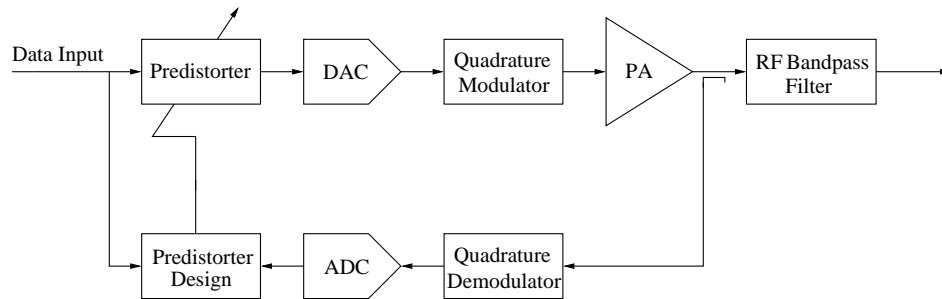 Data Input
Predistorter
DAC
Quadrature
Modulator
PA
RF Bandpass
Filter
Predistorter
Design
ADC
Quadrature
Demodulator